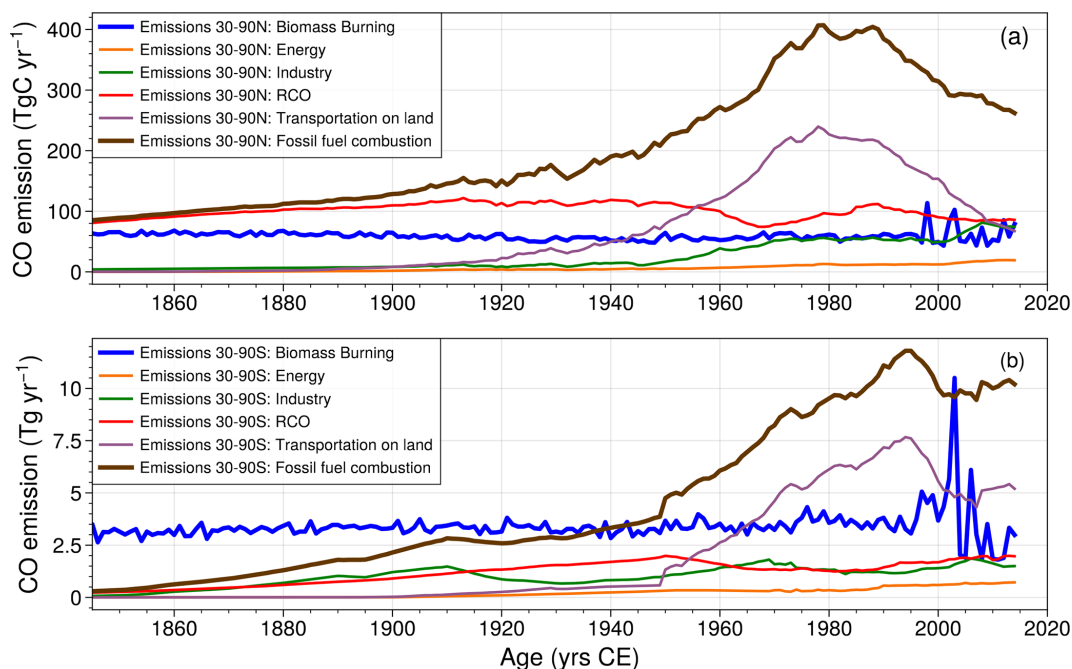 CO emission (TgC yr⁻¹)
400
300
200
100
0
Emissions 30-90N: Biomass Burning
Emissions 30-90N: Energy
Emissions 30-90N: Industry
Emissions 30-90N: RCO
Emissions 30-90N: Transportation on land
Emissions 30-90N: Fossil fuel combustion
(a)
1860 1880 1900 1920 1940 1960 1980 2000 2020
CO emission (Tg yr⁻¹)
10
7.5
5
2.5
0
Emissions 30-90S: Biomass Burning
Emissions 30-90S: Energy
Emissions 30-90S: Industry
Emissions 30-90S: RCO
Emissions 30-90S: Transportation on land
Emissions 30-90S: Fossil fuel combustion
(b)
1860 1880 1900 1920 1940 1960 1980 2000 2020
Age (yrs CE)